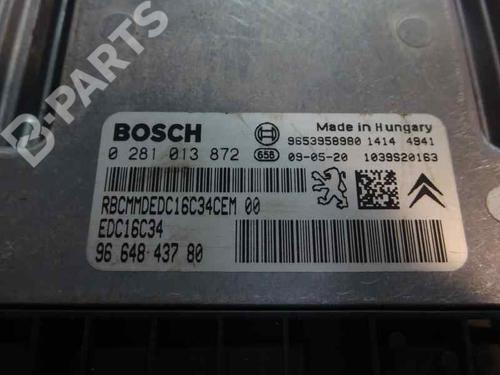 B-PARTS
BOSCH
Made in Hungary
9653958980 1414 4941
0 281 013 872
656
09-05-20 1039S20163
RBCMMDEDC16C34CEM 00
EDC16C34
96 648 437 80